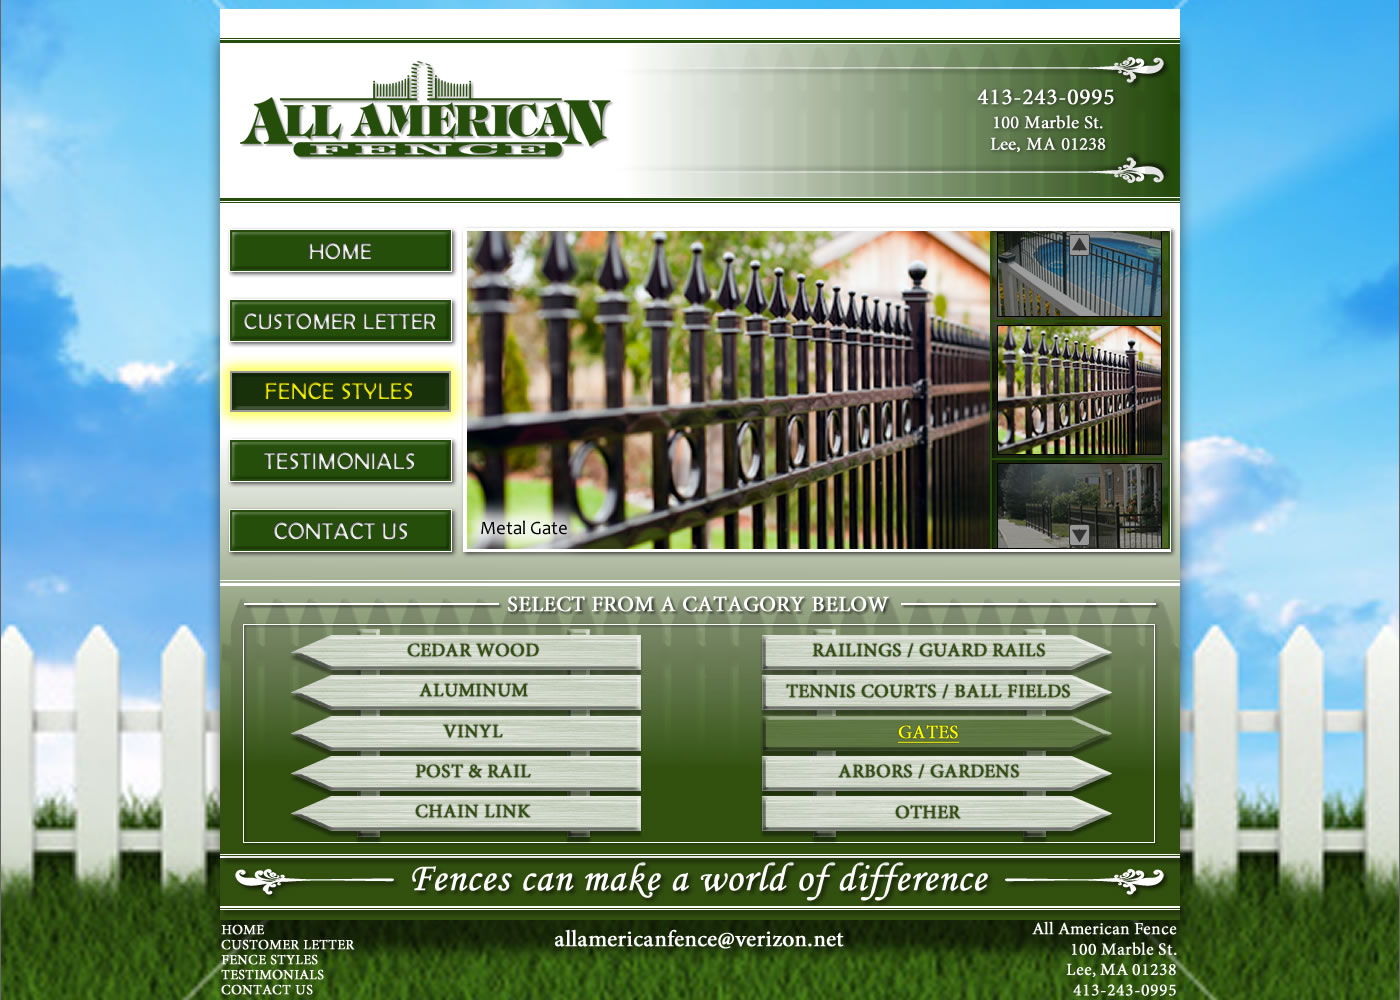 ALL AMERICAN
FENCE
413-243-0995
100 Marble St.
Lee, MA 01238
HOME
CUSTOMER LETTER
FENCE STYLES
TESTIMONIALS
CONTACT US
Metal Gate
SELECT FROM A CATAGORY BELOW
CEDAR WOOD
ALUMINUM
VINYL
POST & RAIL
CHAIN LINK
RAILINGS / GUARD RAILS
TENNIS COURTS / BALL FIELDS
GATES
ARBORS / GARDENS
OTHER
Fences can make a world of difference
HOME
CUSTOMER LETTER
FENCE STYLES
TESTIMONIALS
CONTACT US
allamericanfence@verizon.net
All American Fence
100 Marble St.
Lee, MA 01238
413-243-0995